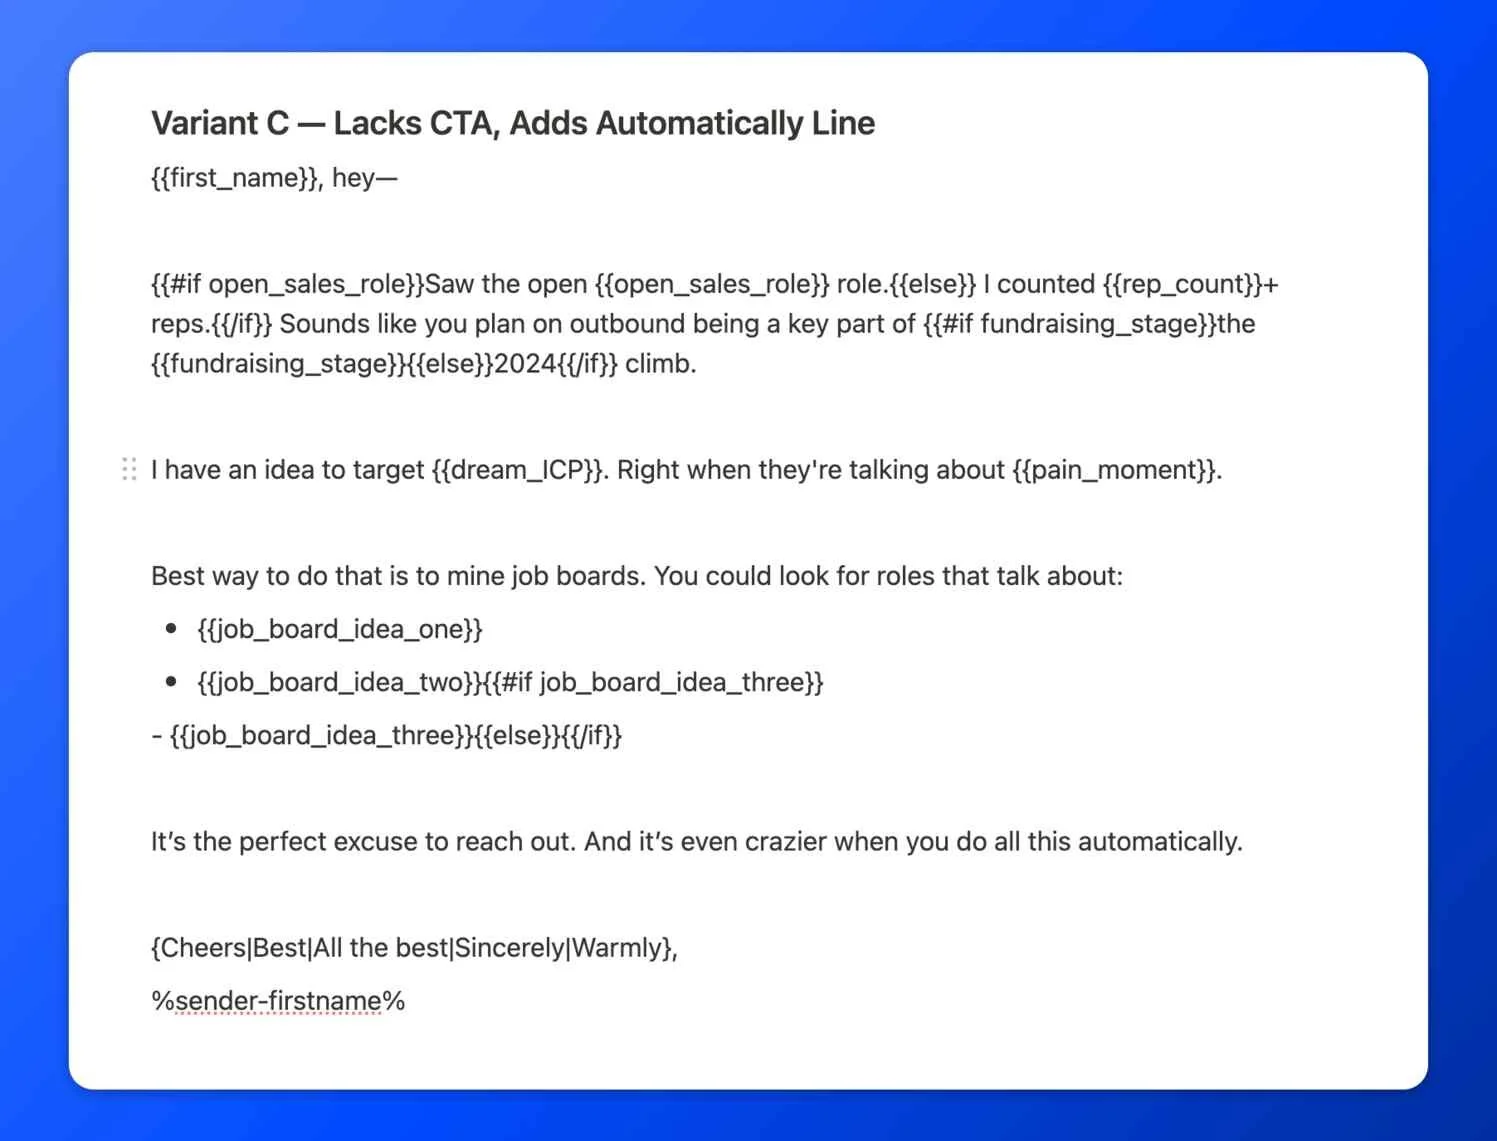 Variant C — Lacks CTA, Adds Automatically Line
{{first_name}}, hey—
{{#if open_sales_role}}Saw the open {{open_sales_role}} role.{{else}} I counted {{rep_count}}+
reps.{{/if}} Sounds like you plan on outbound being a key part of {{#if fundraising_stage}}the
{{fundraising_stage}}{{else}}2024{{/if}} climb.
I have an idea to target {{dream_ICP}}. Right when they're talking about {{pain_moment}}.
Best way to do that is to mine job boards. You could look for roles that talk about:
• {{job_board_idea_one}}
• {{job_board_idea_two}}{{#if job_board_idea_three}}
- {{job_board_idea_three}}{{else}}{{/if}}
It’s the perfect excuse to reach out. And it’s even crazier when you do all this automatically.
{Cheers|Best|All the best|Sincerely|Warmly},
%sender-firstname%